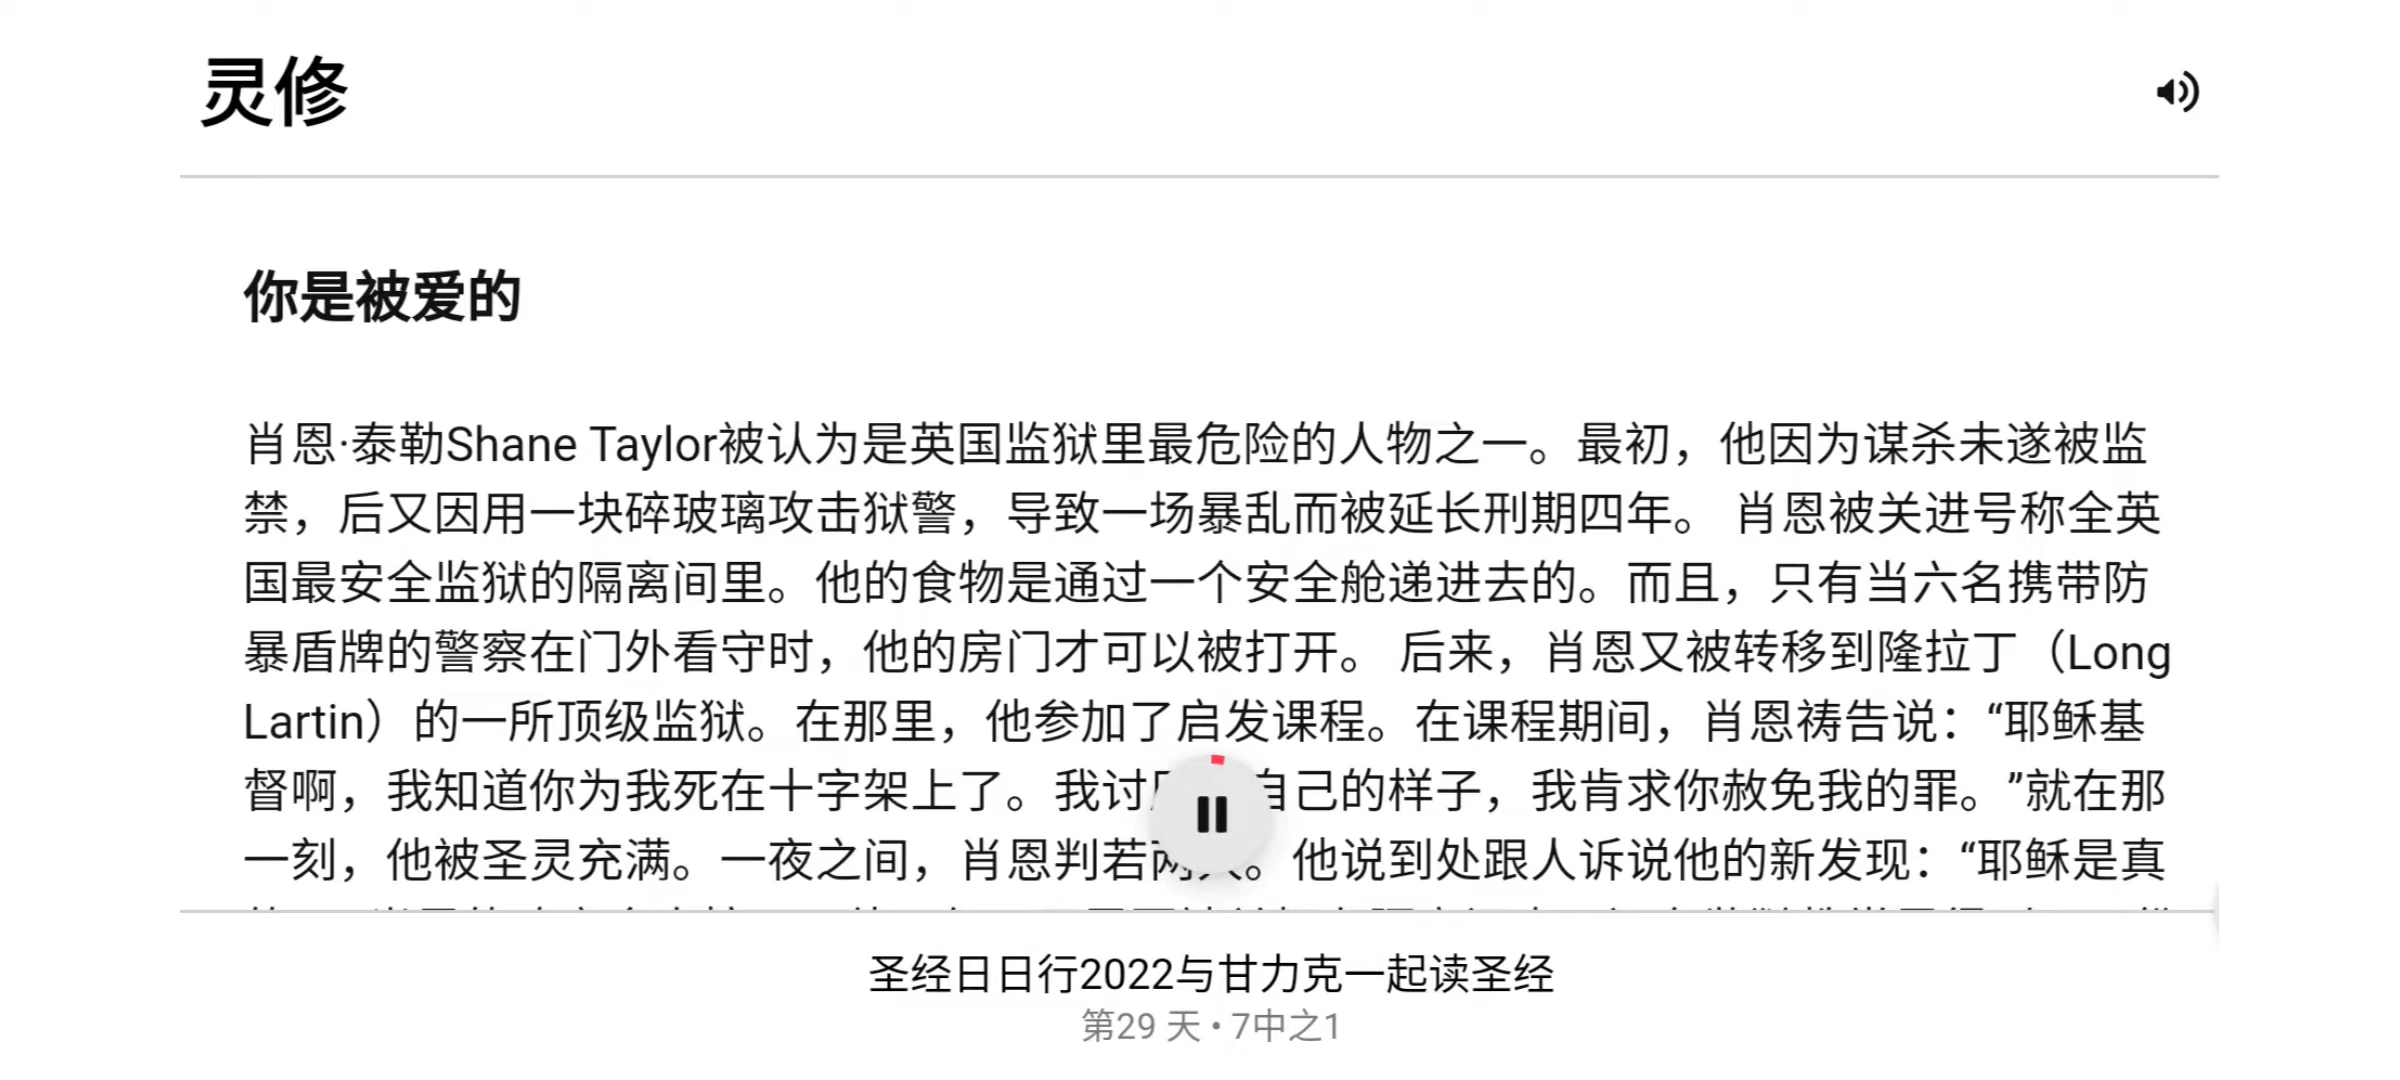 灵修
你是被爱的
肖恩·泰勒Shane Taylor被认为是英国监狱里最危险的人物之一。最初，他因为谋杀未遂被监
禁，后又因用一块碎玻璃攻击狱警，导致一场暴乱而被延长刑期四年。 肖恩被关进号称全英
国最安全监狱的隔离间里。他的食物是通过一个安全舱递进去的。而且，只有当六名携带防
暴盾牌的警察在门外看守时，他的房门才可以被打开。 后来，肖恩又被转移到隆拉丁（Long
Lartin）的一所顶级监狱。在那里，他参加了启发课程。在课程期间，肖恩祷告说：“耶稣基
督啊，我知道你为我死在十字架上了。我讨自己的样子，我肯求你赦免我的罪。”就在那
一刻，他被圣灵充满。一夜之间，肖恩判若两人。他说到处跟人诉说他的新发现：“耶稣是真
圣经日日行2022与甘力克一起读圣经
第29 天 • 7中之1